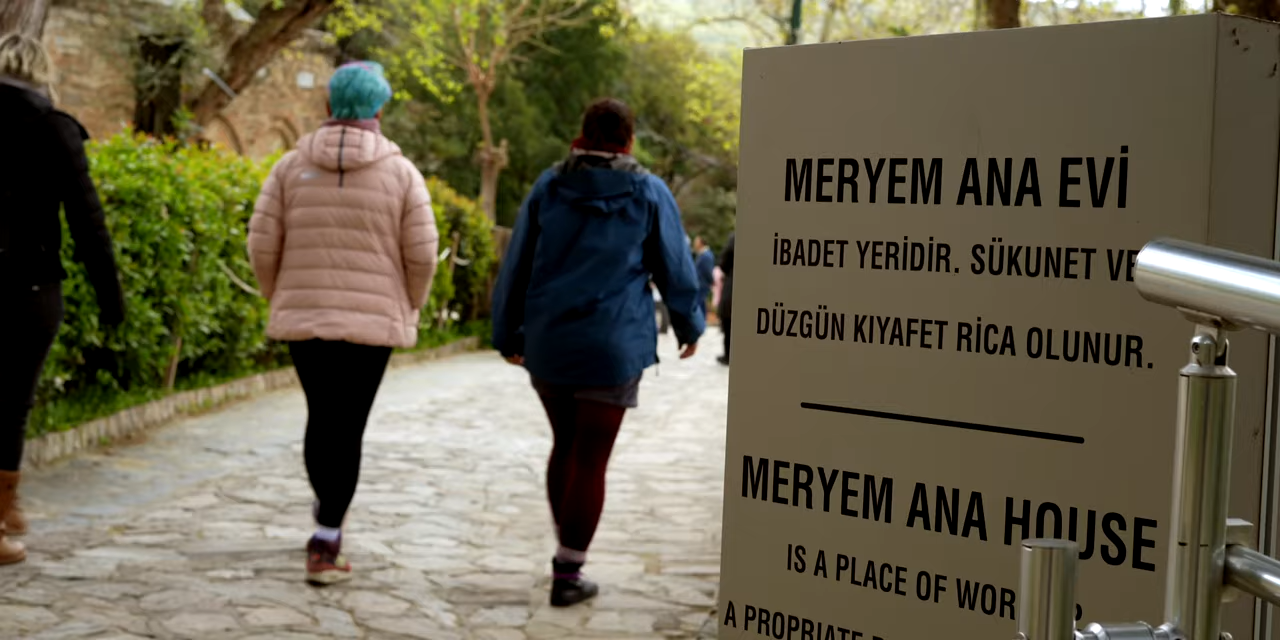 MERYEM ANA EVİ
İBADET YERİDİR. SÜKUNET VE
DÜZGÜN KIYAFET RİCA OLUNUR.
MERYEM ANA HOUSE
IS A PLACE OF
A PROPRIATE